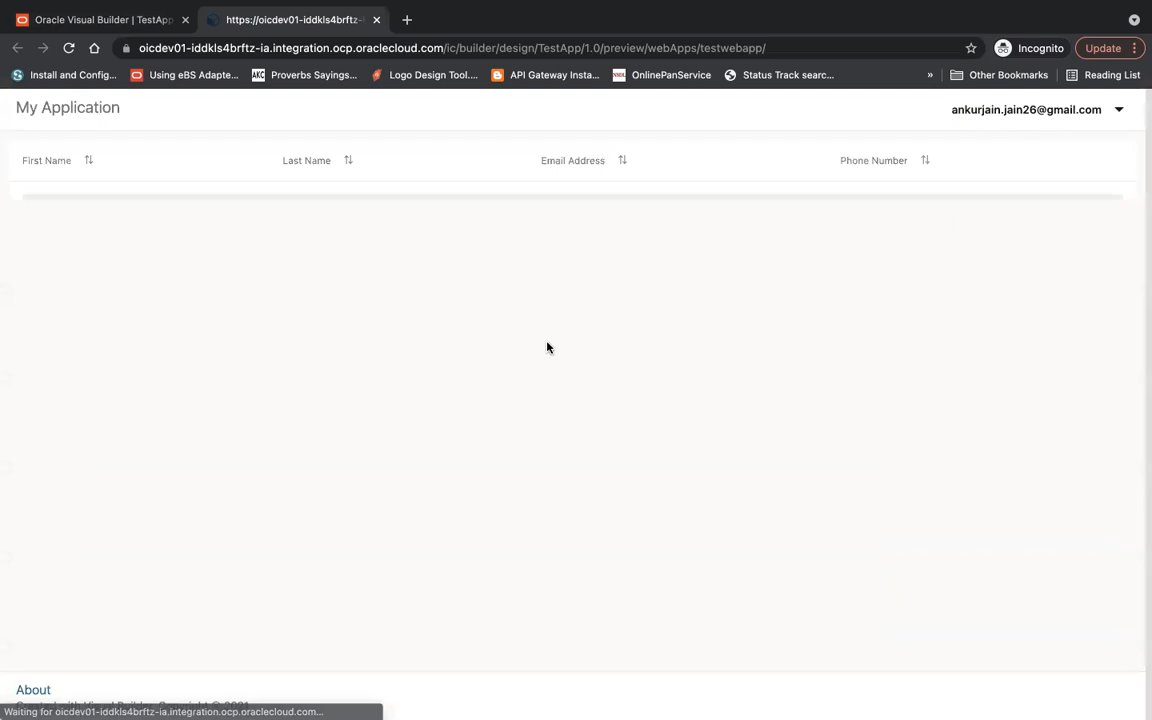 Oracle Visual Builder | TestApp
https://oicdev01-iddkls4brftz-
oicdev01-iddkls4brftz-ia.integration.ocp.oraclecloud.com/ic/builder/design/TestApp/1.0/preview/webApps/testwebapp/
Incognito
Update
Install and Config...
Using eBS Adapte...
AKC
Proverbs Sayings...
Logo Design Tool....
API Gateway Insta...
OnlinePanService
Status Track searc...
»
Other Bookmarks
Reading List
My Application
ankurjain.jain26@gmail.com
First Name
Last Name
Email Address
Phone Number
About
Waiting for oicdev01-iddkls4brftz-ia.integration.ocp.oraclecloud.com...